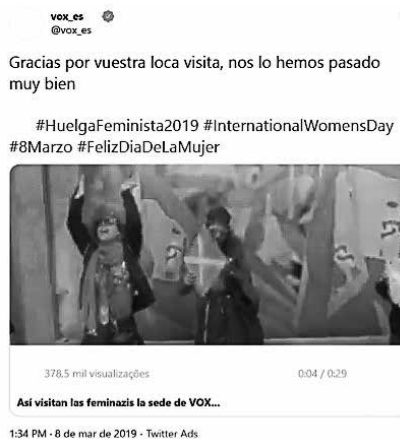 vox_es
@vox_es
Gracias por vuestra loca visita, nos lo hemos pasado
muy bien
#HuelgaFeminista2019 #InternationalWomensDay
#8Marzo #FelizDiaDeLaMujer
378,5 mil visualizações
0:04 / 0:29
Así visitan las feminazis la sede de VOX...
1:34 PM · 8 de mar de 2019 · Twitter Ads